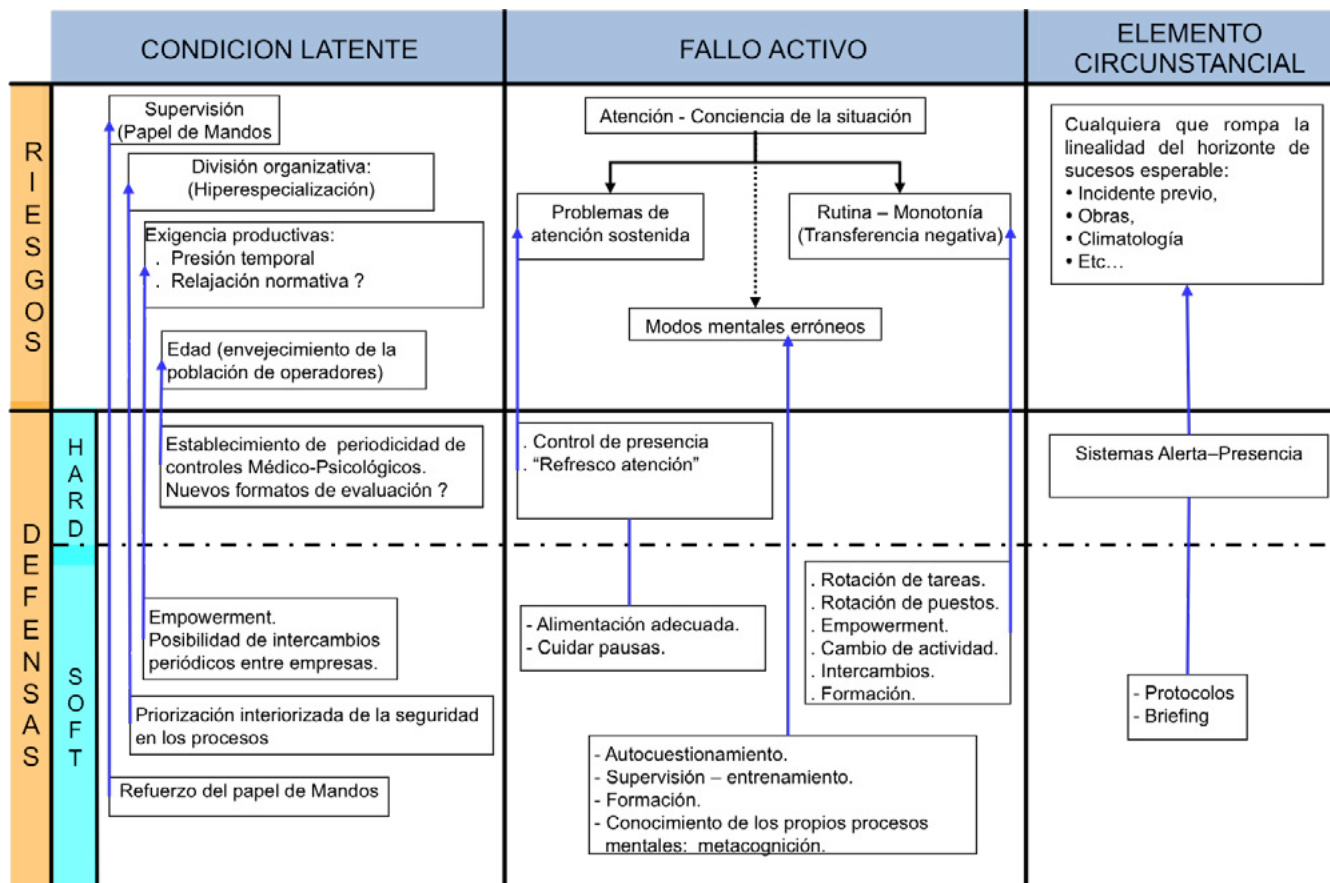 CONDICION LATENTE
FALLO ACTIVO
ELEMENTO
CIRCUNSTANCIAL
RIESGOS
Supervisión
(Papel de Mandos
División organizativa:
(Hiperespecialización)
Exigencia productivas:
. Presión temporal
. Relajación normativa ?
Edad (envejecimiento de la
población de operadores)
Atención - Conciencia de la situación
Problemas de
atención sostenida
Rutina – Monotonía
(Transferencia negativa)
Modos mentales erróneos
Cualquiera que rompa la
linealidad del horizonte de
sucesos esperable:
• Incidente previo,
• Obras,
• Climatología
• Etc…
DEFENSAS
HARD
Establecimiento de periodicidad de
controles Médico-Psicológicos.
Nuevos formatos de evaluación ?
. Control de presencia
. “Refresco atención”
Sistemas Alerta–Presencia
SOFT
Empowerment.
Posibilidad de intercambios
periódicos entre empresas.
Priorización interiorizada de la seguridad
en los procesos
Refuerzo del papel de Mandos
- Alimentación adecuada.
- Cuidar pausas.
. Rotación de tareas.
. Rotación de puestos.
. Empowerment.
. Cambio de actividad.
. Intercambios.
. Formación.
- Autocuestionamiento.
- Supervisión – entrenamiento.
- Formación.
- Conocimiento de los propios procesos
mentales: metacognición.
- Protocolos
- Briefing